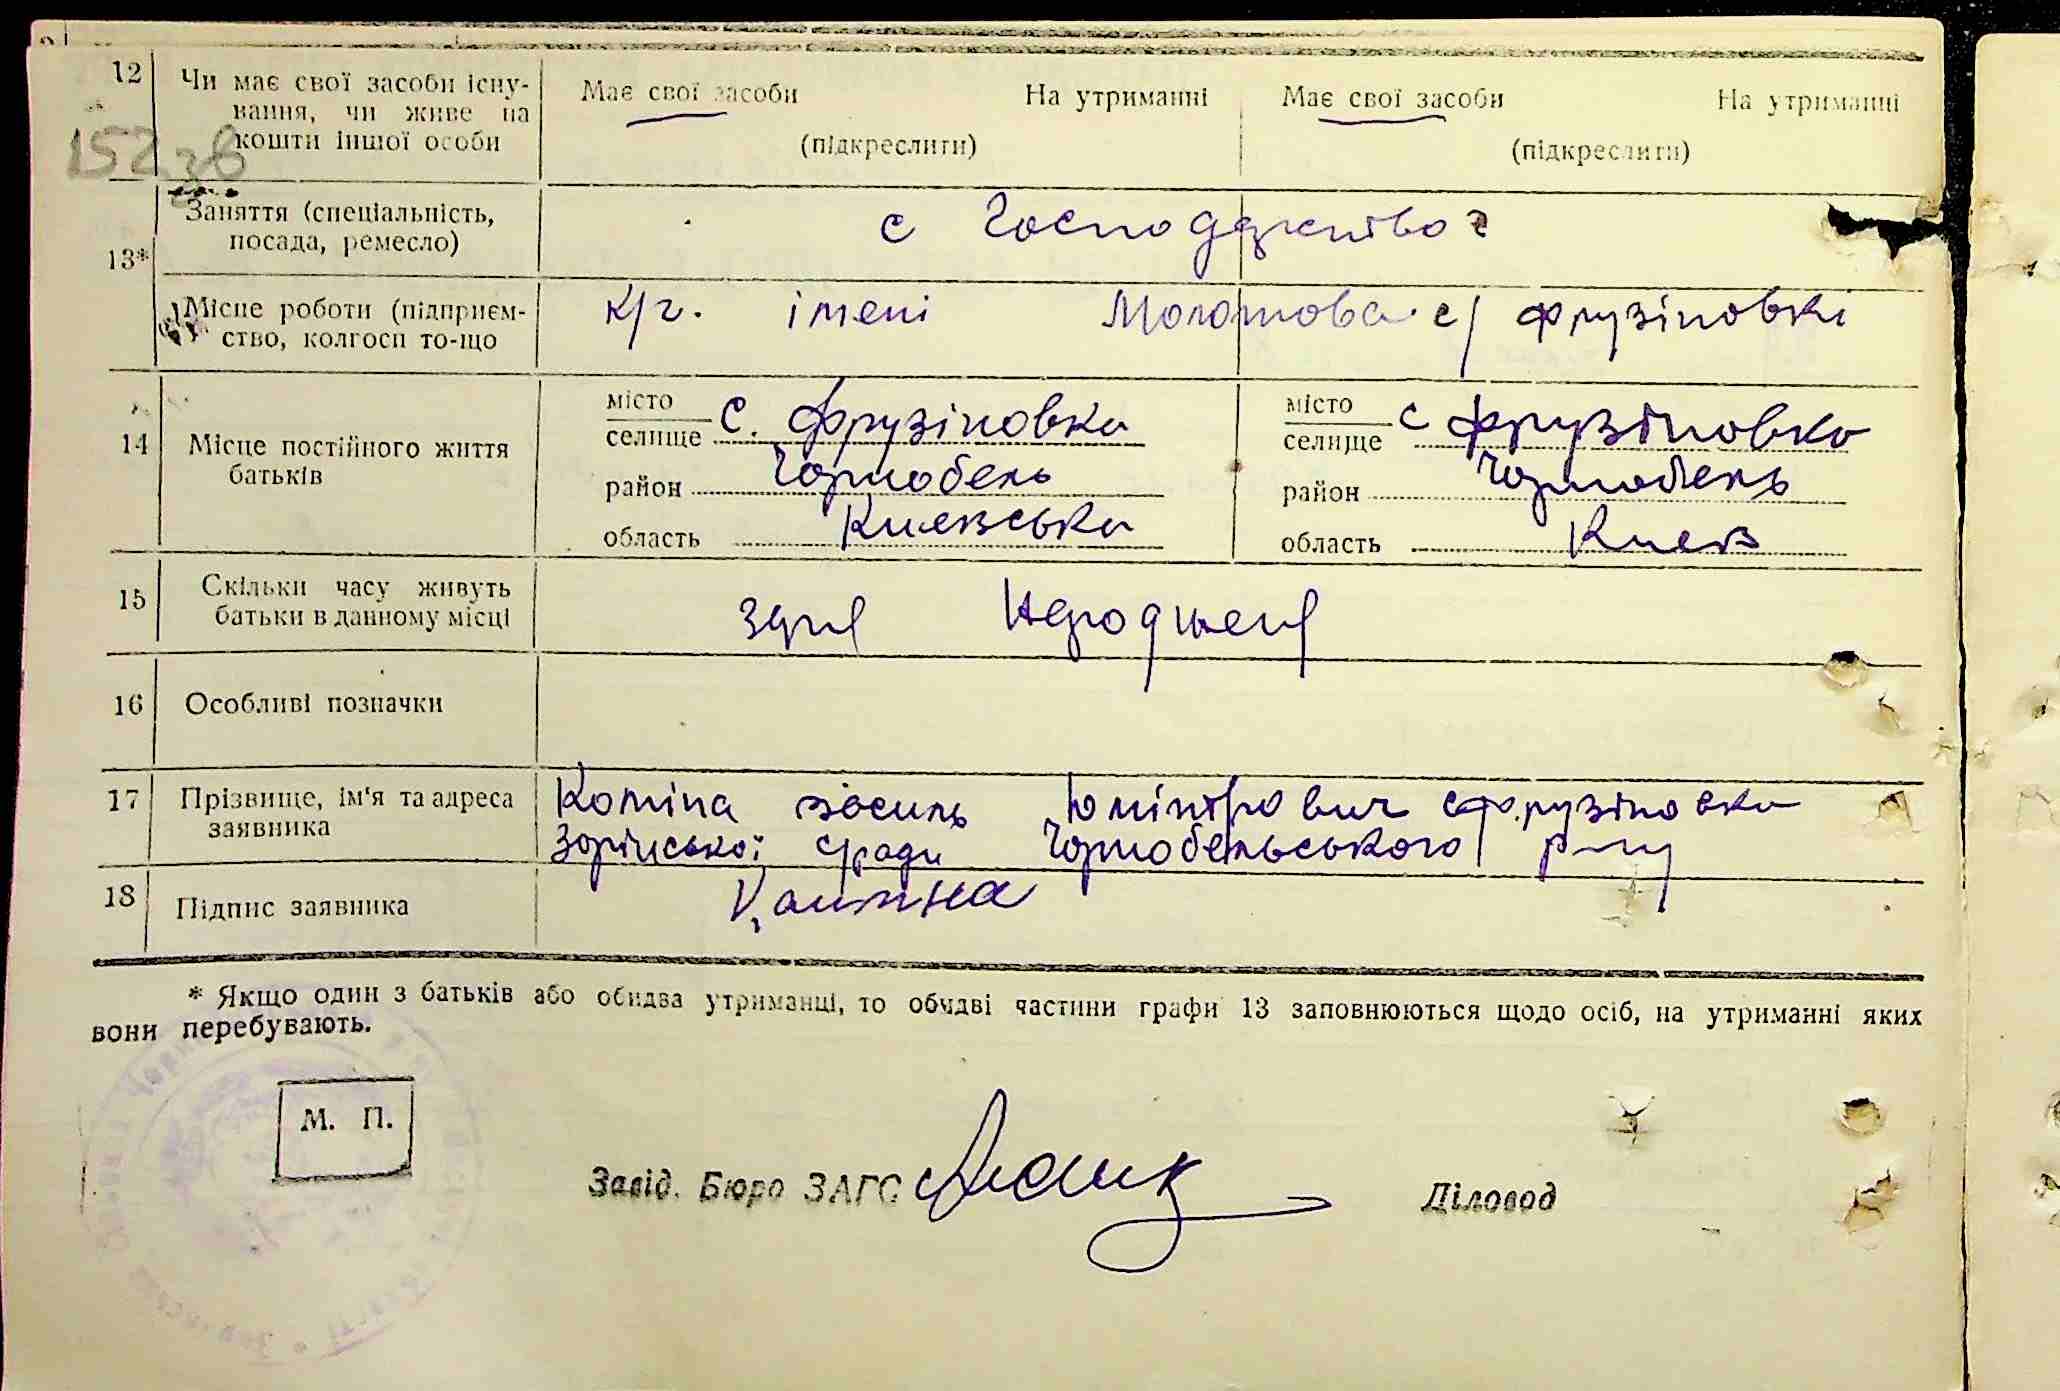 12 Чи має свої засоби існу-
вання, чи живе на
кошти іншої особи
Має свої засоби На утриманні Має свої засоби На утриманні
(підкреслити) (підкреслити)
152 зв
13* Заняття (спеціальність,
посада, ремесло)
с господарство
Місце роботи (підприєм-
ство, колгосп то-що
к/г. імені Молотова с/ Фрузіновкі
14 Місце постійного життя
батьків
місто
селище С. Фрузіновка
район Чорнобель
область Киевська
місто
селище с Фрузіновка
район Чорнобель
область Киев
15 Скільки часу живуть
батьки в данному місці
з дня
16 Особливі позначки
17 Прізвище, ім'я та адреса
заявника
Котіна с Фрузіновка
Зорінської с/ради Чорнобельського р-ну
18 Підпис заявника
* Якщо один з батьків або обидва утриманці, то обидві частини графи 13 заповнюються щодо осіб, на утриманні яких
вони перебувають.
М. П.
Завід. Бюро ЗАГС Діловод